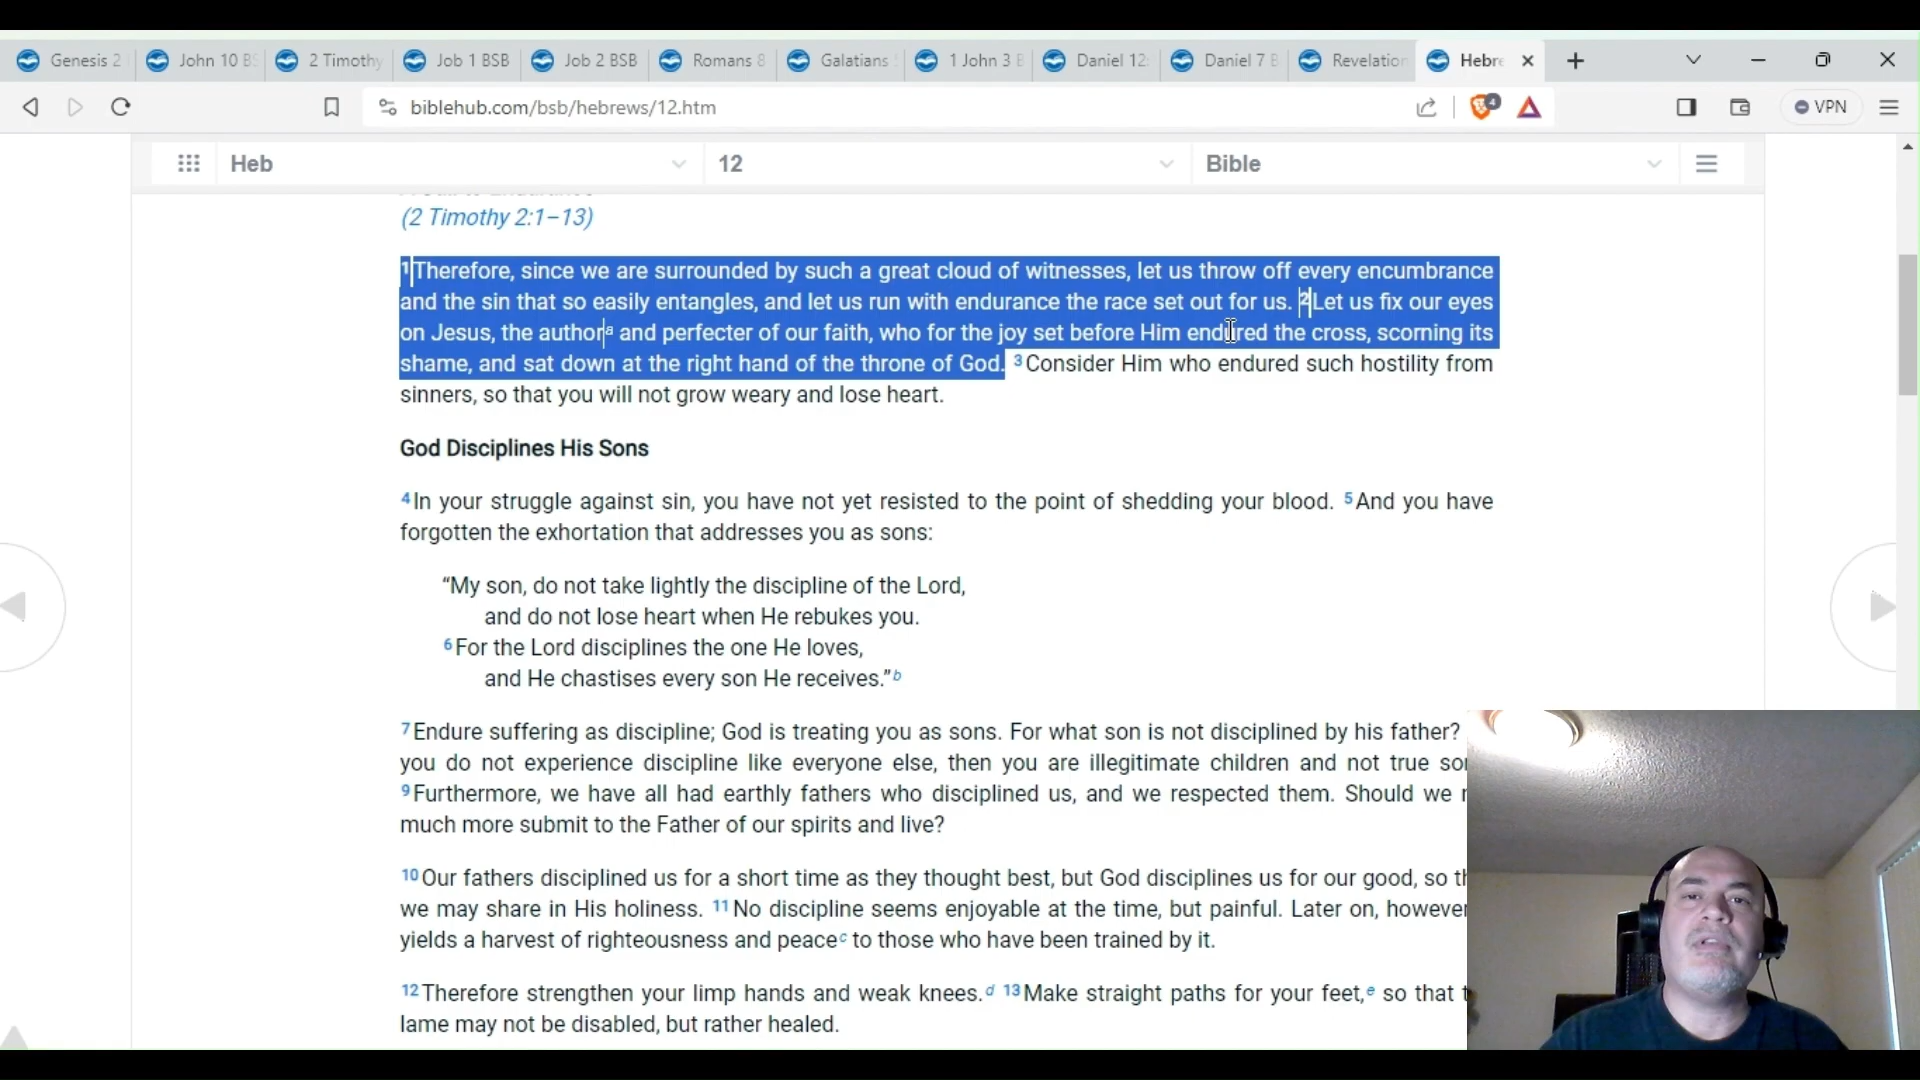 Genesis 2
John 10 BS
2 Timothy
Job 1 BSB
Job 2 BSB
Romans 8
Galatians
1 John 3 B
Daniel 12:
Daniel 7 B
Revelation
Hebre
biblehub.com/bsb/hebrews/12.htm
4
VPN
Heb
12
Bible
(2 Timothy 2:1–13)
1Therefore, since we are surrounded by such a great cloud of witnesses, let us throw off every encumbrance
and the sin that so easily entangles, and let us run with endurance the race set out for us. 2Let us fix our eyes
on Jesus, the authora and perfecter of our faith, who for the joy set before Him endured the cross, scorning its
shame, and sat down at the right hand of the throne of God. 3Consider Him who endured such hostility from
sinners, so that you will not grow weary and lose heart.
God Disciplines His Sons
4In your struggle against sin, you have not yet resisted to the point of shedding your blood. 5And you have
forgotten the exhortation that addresses you as sons:
“My son, do not take lightly the discipline of the Lord,
and do not lose heart when He rebukes you.
6For the Lord disciplines the one He loves,
and He chastises every son He receives.”b
7Endure suffering as discipline; God is treating you as sons. For what son is not disciplined by his father?
you do not experience discipline like everyone else, then you are illegitimate children and not true so
9Furthermore, we have all had earthly fathers who disciplined us, and we respected them. Should we
much more submit to the Father of our spirits and live?
10Our fathers disciplined us for a short time as they thought best, but God disciplines us for our good, so th
we may share in His holiness. 11No discipline seems enjoyable at the time, but painful. Later on, however
yields a harvest of righteousness and peacec to those who have been trained by it.
12Therefore strengthen your limp hands and weak knees.d 13Make straight paths for your feet,e so that t
lame may not be disabled, but rather healed.